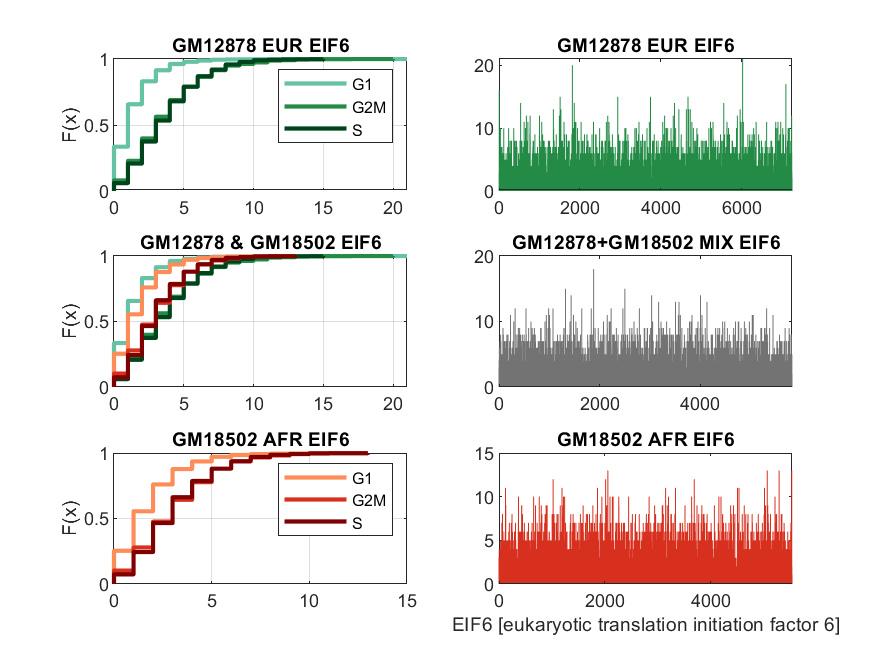 GM12878 EUR EIF6
1
0.5
0
F(x)
0 5 10 15 20
G1
G2M
S
GM12878 EUR EIF6
20
10
0
0 2000 4000 6000
GM12878 & GM18502 EIF6
1
0.5
0
F(x)
0 5 10 15 20
GM12878+GM18502 MIX EIF6
20
10
0
0 2000 4000
GM18502 AFR EIF6
1
0.5
0
F(x)
0 5 10 15
G1
G2M
S
GM18502 AFR EIF6
15
10
5
0
0 2000 4000
EIF6 [eukaryotic translation initiation factor 6]